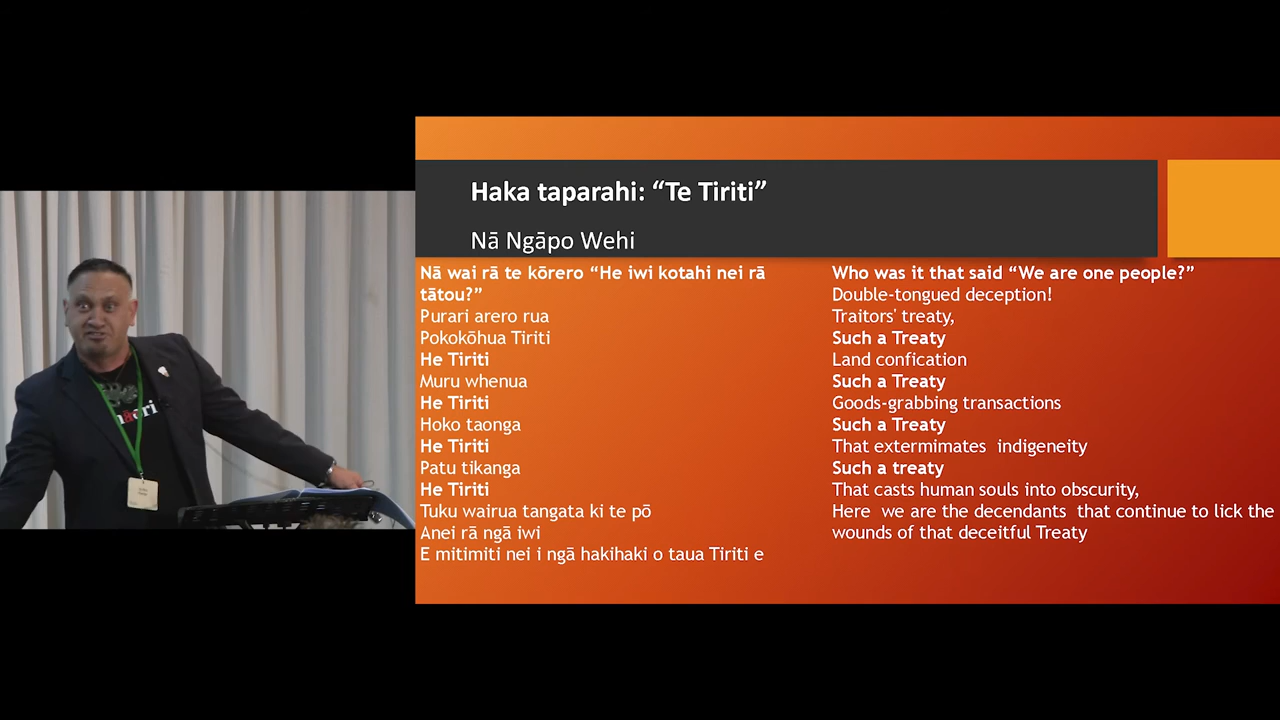 Haka taparahi: “Te Tiriti”
Nā Ngāpo Wehi
Nā wai rā te kōrero “He iwi kotahi nei rā
tātou?”
Purari arero rua
Pokokōhua Tiriti
He Tiriti
Muru whenua
He Tiriti
Hoko taonga
He Tiriti
Patu tikanga
He Tiriti
Tuku wairua tangata ki te pō
Anei rā ngā iwi
E mitimiti nei i ngā hakihaki o taua Tiriti e
Who was it that said “We are one people?”
Double-tongued deception!
Traitors' treaty,
Such a Treaty
Land confication
Such a Treaty
Goods-grabbing transactions
Such a Treaty
That extermimates indigeneity
Such a treaty
That casts human souls into obscurity,
Here we are the decendants that continue to lick the
wounds of that deceitful Treaty